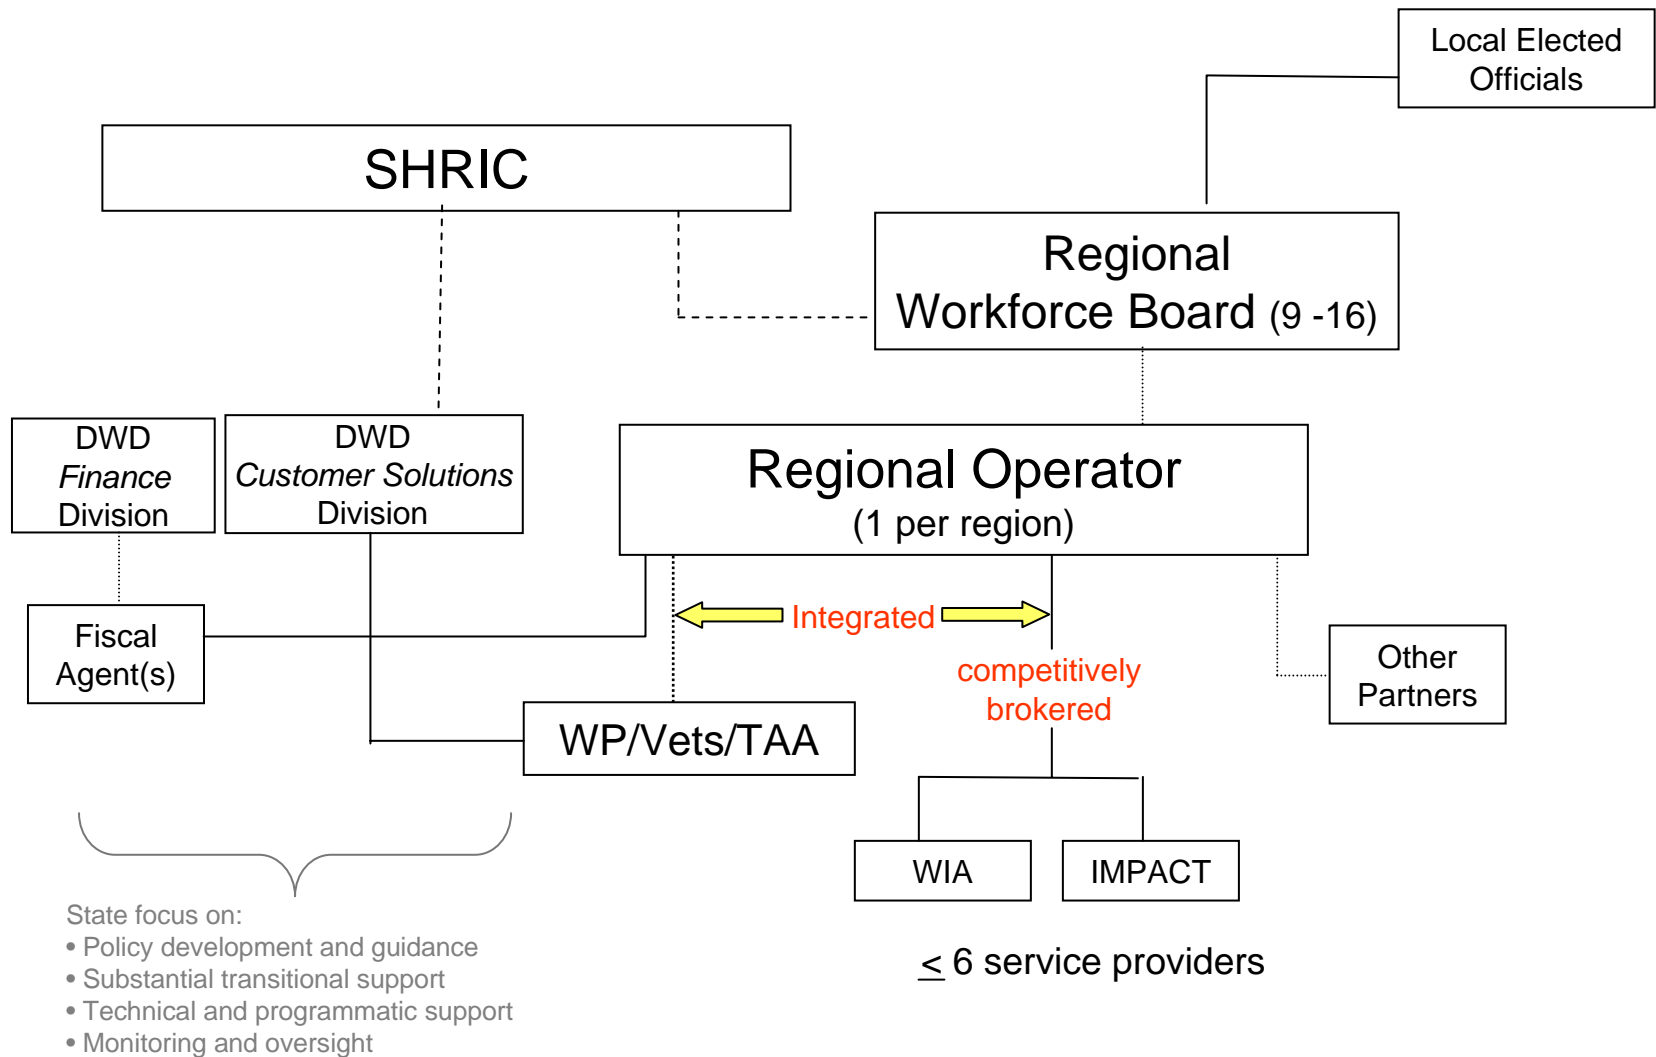 Local Elected
Officials
SHRIC
Regional
Workforce Board (9 -16)
DWD
Finance
Division
DWD
Customer Solutions
Division
Regional Operator
(1 per region)
Integrated
Fiscal
Agent(s)
competitively
brokered
Other
Partners
WP/Vets/TAA
WIA
IMPACT
State focus on:
• Policy development and guidance
• Substantial transitional support
• Technical and programmatic support
• Monitoring and oversight
≤ 6 service providers